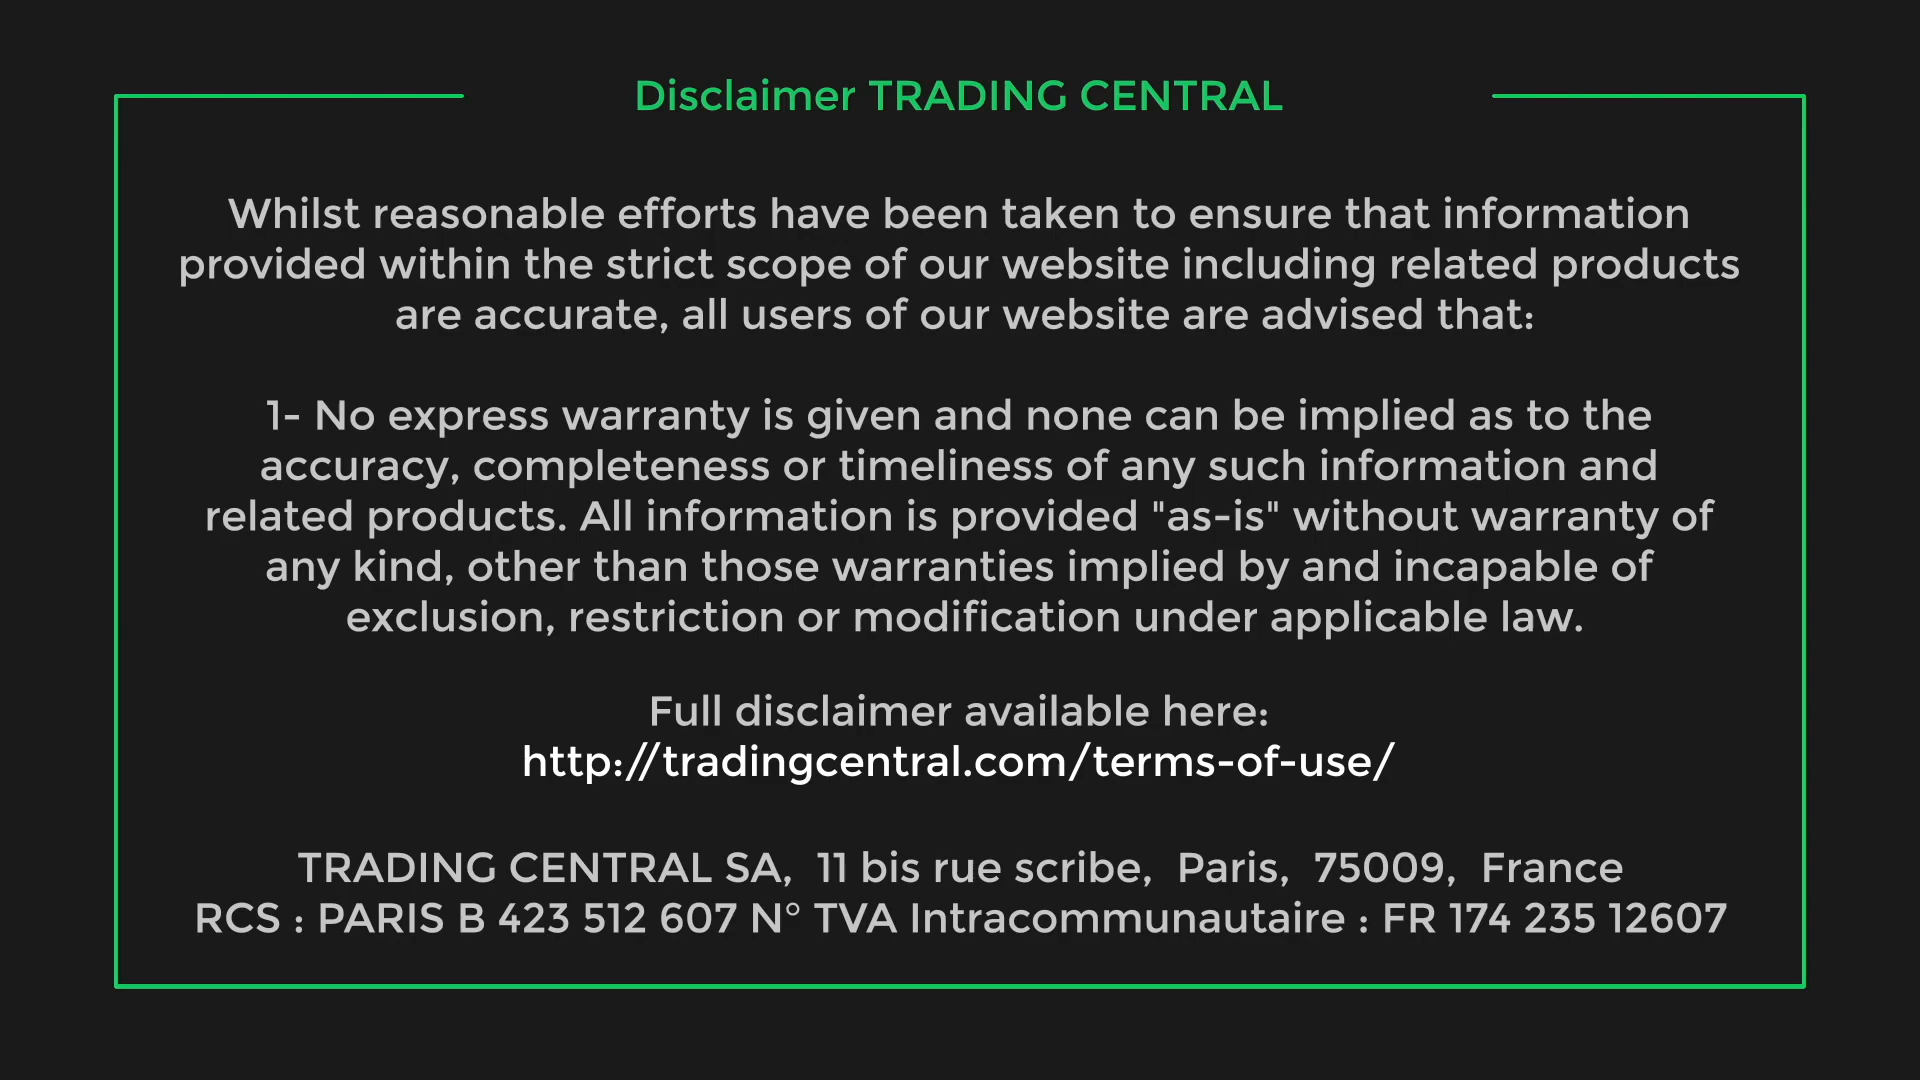 Disclaimer TRADING CENTRAL
Whilst reasonable efforts have been taken to ensure that information
provided within the strict scope of our website including related products
are accurate, all users of our website are advised that:
1- No express warranty is given and none can be implied as to the
accuracy, completeness or timeliness of any such information and
related products. All information is provided "as-is" without warranty of
any kind, other than those warranties implied by and incapable of
exclusion, restriction or modification under applicable law.
Full disclaimer available here:
http://tradingcentral.com/terms-of-use/
TRADING CENTRAL SA,  11 bis rue scribe,  Paris,  75009,  France
RCS : PARIS B 423 512 607 N° TVA Intracommunautaire : FR 174 235 12607